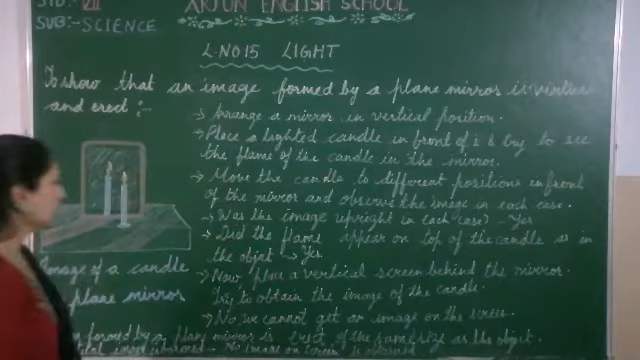 STD:- VII
ARJUN ENGLISH SCHOOL
SUB:- SCIENCE
L.NO 15 LIGHT
To show that an image formed by a plane mirror is
and erect :-
→ Arrange a mirror in vertical position.
→ Place a lighted candle in front of it & try to see
the flame of the candle in the mirror.
→ Move the candle to different positions in front
of the mirror and observe the image in each case.
→ Was the image upright in each case? - Yes
→ Did the flame appear on top of the candle as in
the objet → Yes.
→ Now place a vertical screen behind the mirror.
Try to obtain the image of the candle.
→ No we cannot get an image on the screen.
of a candle
plane mirror
formed by a plane mirror is erect of the same size as the objet.